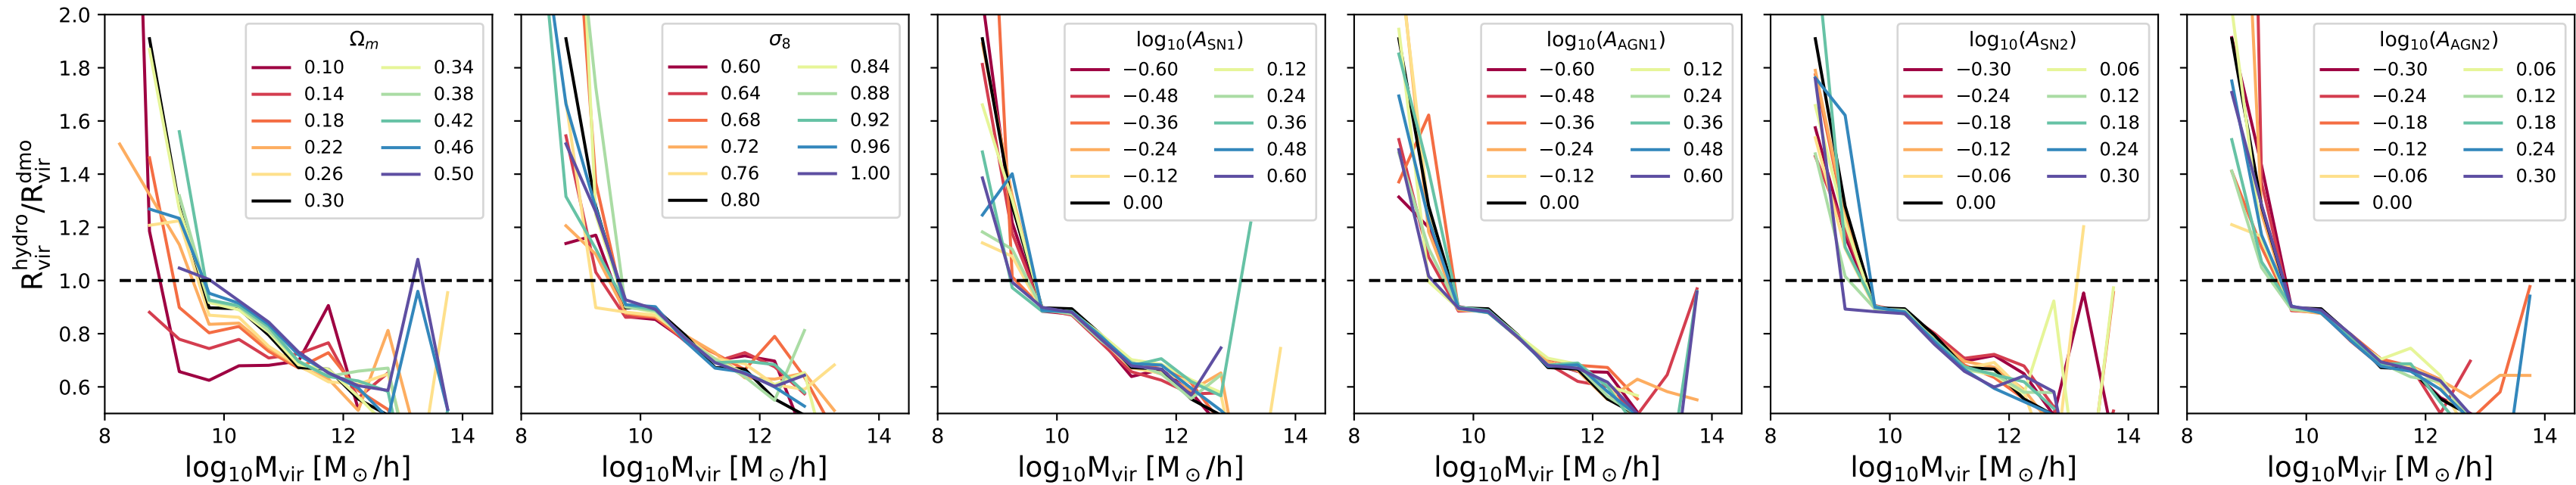 R_vir^hydro/R_vir^dmo
2.0
1.8
1.6
1.4
1.2
1.0
0.8
0.6
Ω_m
0.10 0.34
0.14 0.38
0.18 0.42
0.22 0.46
0.26 0.50
0.30
8 10 12 14
log₁₀M_vir [M_⊙/h]
σ_8
0.60 0.84
0.64 0.88
0.68 0.92
0.72 0.96
0.76 1.00
0.80
8 10 12 14
log₁₀M_vir [M_⊙/h]
log₁₀(A_SN1)
−0.60 0.12
−0.48 0.24
−0.36 0.36
−0.24 0.48
−0.12 0.60
0.00
8 10 12 14
log₁₀M_vir [M_⊙/h]
log₁₀(A_AGN1)
−0.60 0.12
−0.48 0.24
−0.36 0.36
−0.24 0.48
−0.12 0.60
0.00
8 10 12 14
log₁₀M_vir [M_⊙/h]
log₁₀(A_SN2)
−0.30 0.06
−0.24 0.12
−0.18 0.18
−0.12 0.24
−0.06 0.30
0.00
8 10 12 14
log₁₀M_vir [M_⊙/h]
log₁₀(A_AGN2)
−0.30 0.06
−0.24 0.12
−0.18 0.18
−0.12 0.24
−0.06 0.30
0.00
8 10 12 14
log₁₀M_vir [M_⊙/h]